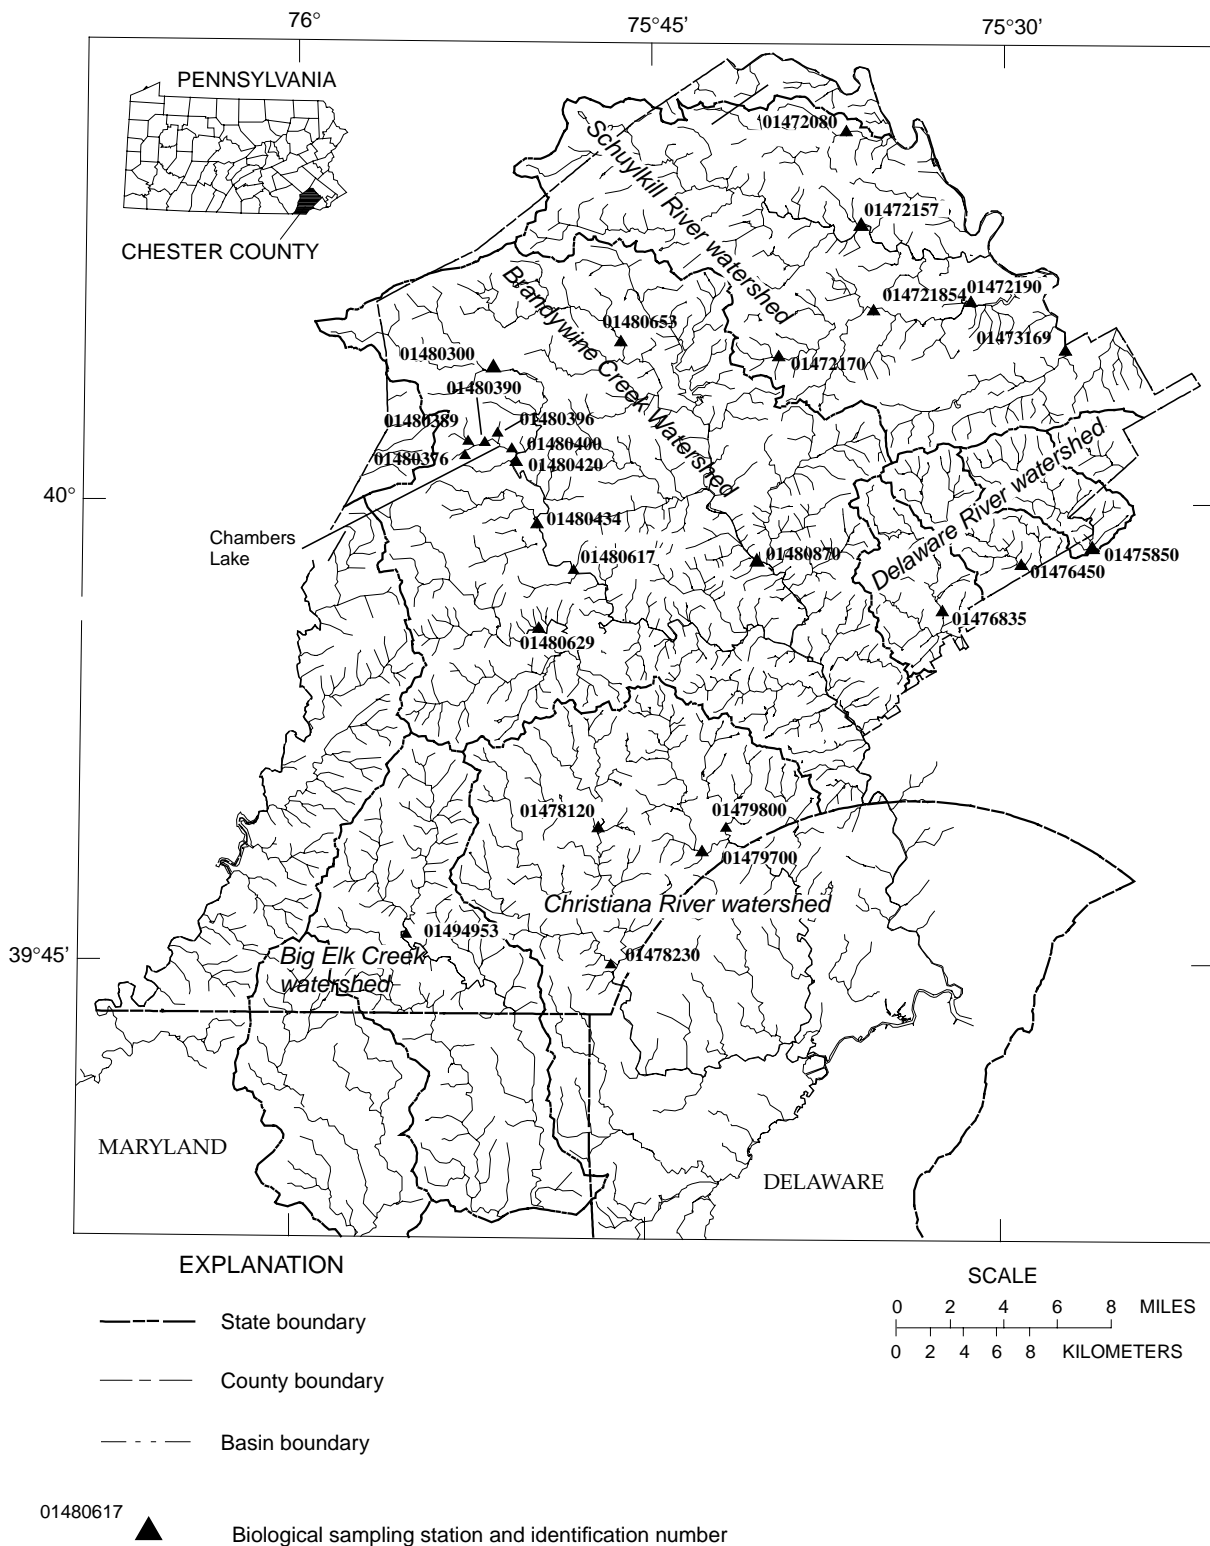 76°
75°45’
75°30’
PENNSYLVANIA
CHESTER COUNTY
01472080
Schuylkill River watershed
01472157
01472190
014721854
01473169
01472170
Brandywine Creek Watershed
01480653
01480300
01480390
01480389
01480396
01480400
01480376
01480420
40°
Chambers
Lake
01480434
01480617
01480870
Delaware River watershed
01475850
01476450
01476835
01480629
01478120
01479800
01479700
Christiana River watershed
01494953
01478230
39°45’
Big Elk Creek
watershed
MARYLAND
DELAWARE
EXPLANATION
State boundary
County boundary
Basin boundary
01480617
Biological sampling station and identification number
SCALE
0 2 4 6 8 MILES
0 2 4 6 8 KILOMETERS